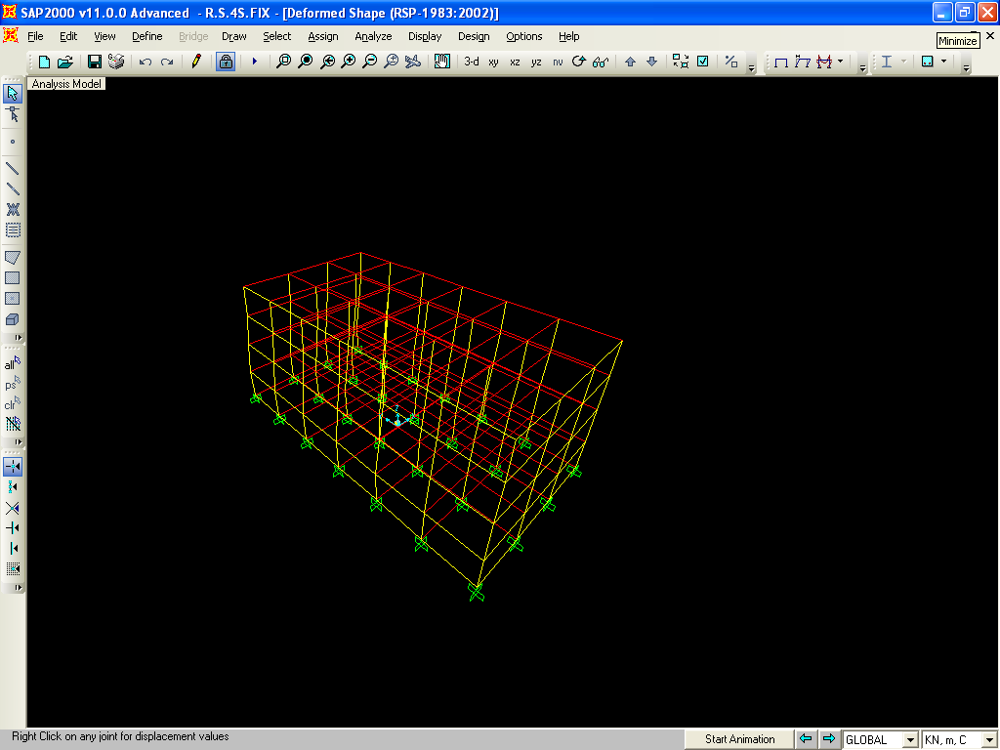 SAP2000 v11.0.0 Advanced - R.S.4S.FIX - [Deformed Shape (RSP-1983:2002)]
File Edit View Define Bridge Draw Select Assign Analyze Display Design Options Help
Minimize
3-d xy xz yz nv
Analysis Model
all
ps
clr
Z
Right Click on any joint for displacement values
Start Animation
GLOBAL
KN, m, C